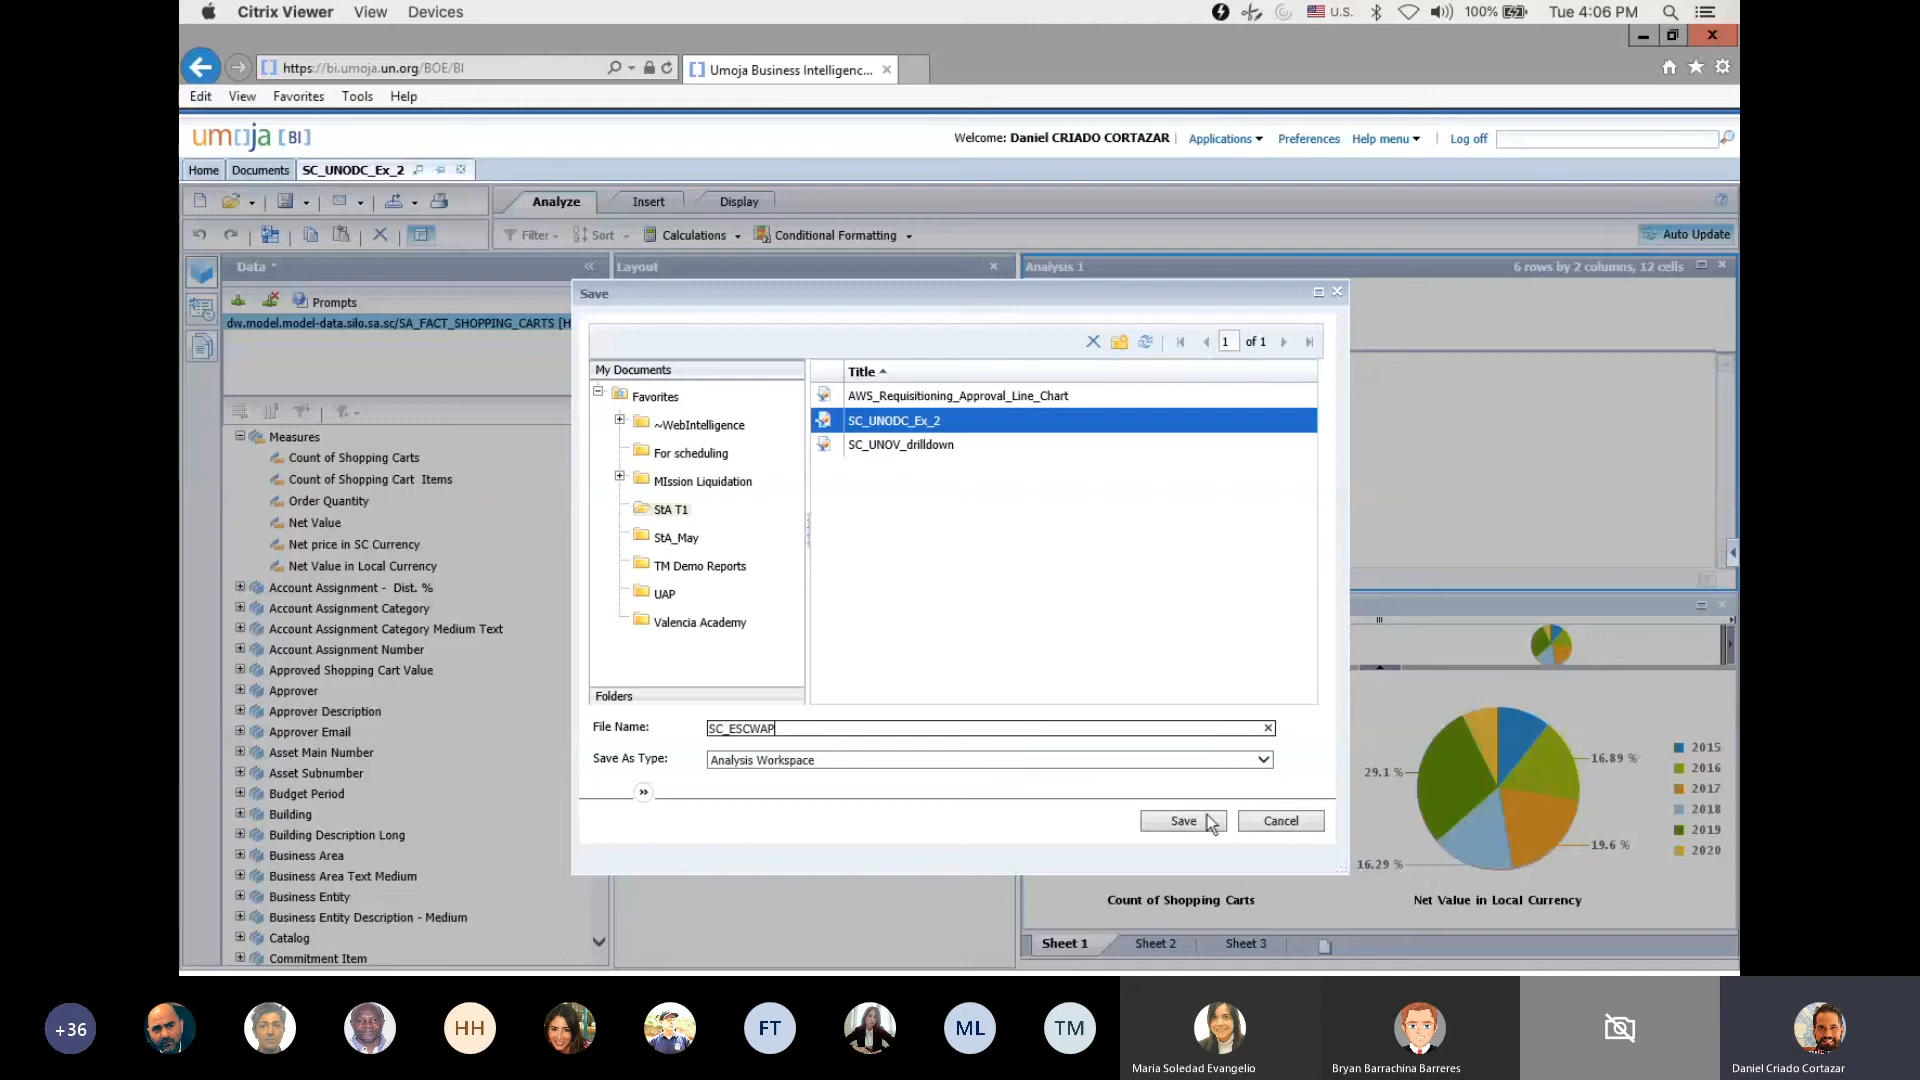 Citrix Viewer View Devices
U.S. 100% Tue 4:06 PM
https://bi.umoja.un.org/BOE/BI
Umoja Business Intelligenc...
Edit View Favorites Tools Help
um[]ja [BI]
Welcome: Daniel CRIADO CORTAZAR Applications Preferences Help menu Log off
Home Documents SC_UNODC_Ex_2
Analyze Insert Display
Filter Sort Calculations Conditional Formatting Auto Update
Data Layout Analysis 1 6 rows by 2 columns, 12 cells
Prompts
dw.model.model-data.silo.sa.sc/SA_FACT_SHOPPING_CARTS [H
Measures
Count of Shopping Carts
Count of Shopping Cart Items
Order Quantity
Net Value
Net price in SC Currency
Net Value in Local Currency
Account Assignment - Dist. %
Account Assignment Category
Account Assignment Category Medium Text
Account Assignment Number
Approved Shopping Cart Value
Approver
Approver Description
Approver Email
Asset Main Number
Asset Subnumber
Budget Period
Building
Building Description Long
Business Area
Business Area Text Medium
Business Entity
Business Entity Description - Medium
Catalog
Commitment Item
Save
1 of 1
My Documents
Favorites
~WebIntelligence
For scheduling
MIssion Liquidation
StA T1
StA_May
TM Demo Reports
UAP
Valencia Academy
Folders
Title
AWS_Requisitioning_Approval_Line_Chart
SC_UNODC_Ex_2
SC_UNOV_drilldown
File Name: SC_ESCWAP
Save As Type: Analysis Workspace
Save Cancel
16.89 %
29.1 %
19.6 %
16.29 %
2015
2016
2017
2018
2019
2020
Count of Shopping Carts Net Value in Local Currency
Sheet 1 Sheet 2 Sheet 3
+36 HH FT ML TM
Maria Soledad Evangelio Bryan Barrachina Barreres Daniel Criado Cortazar